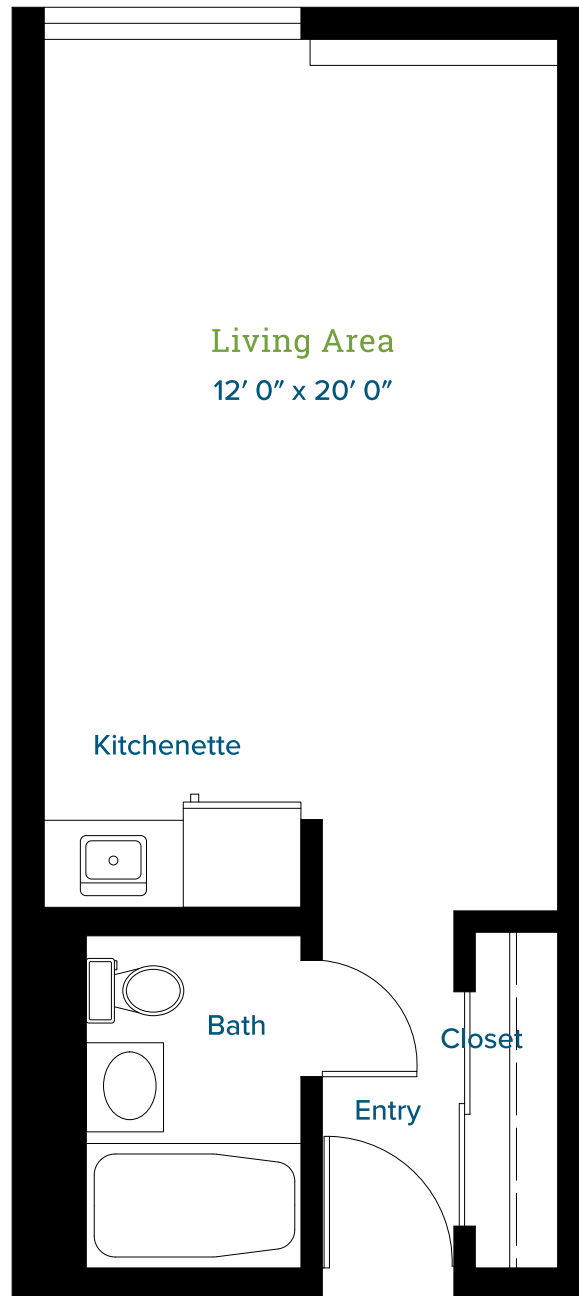 Living Area
12′ 0″ x 20′ 0″
Kitchenette
Bath
Closet
Entry